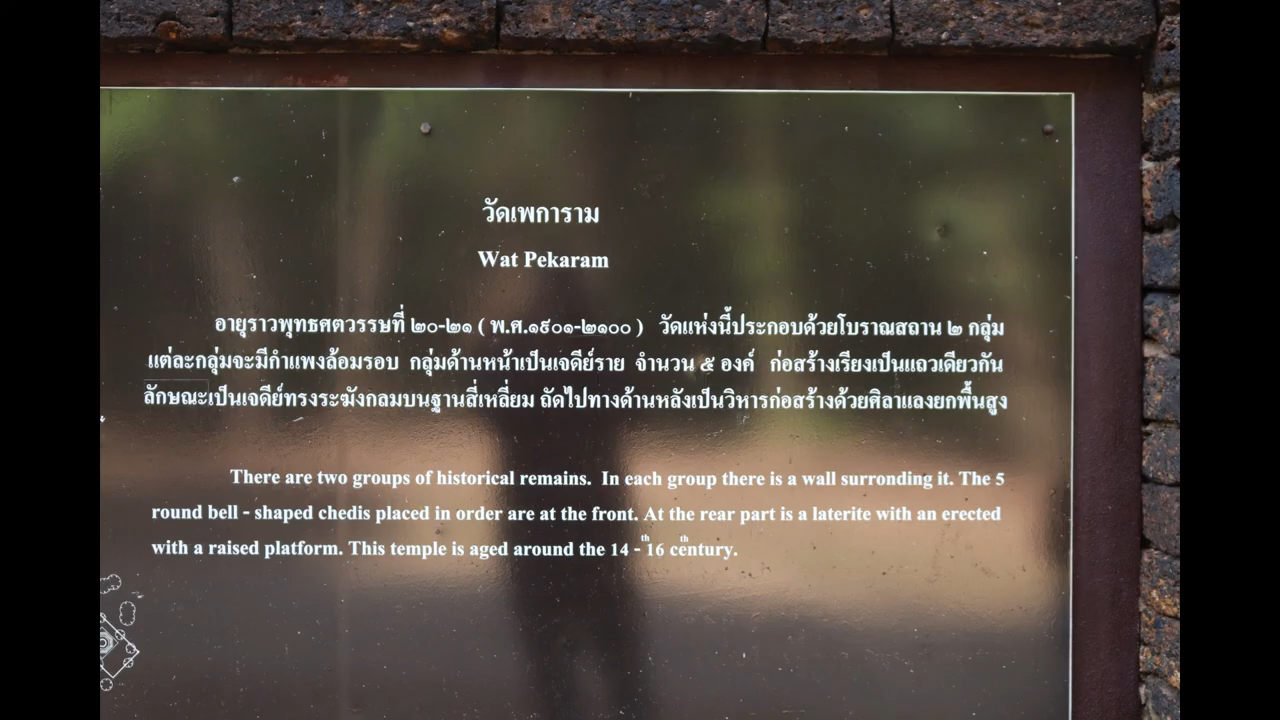 วัดเพการาม
Wat Pekaram
อายุราวพุทธศตวรรษที่ ๒๐-๒๑ ( พ.ศ.๑๙๐๑-๒๑๐๐ ) วัดแห่งนี้ประกอบด้วยโบราณสถาน ๒ กลุ่ม
แต่ละกลุ่มจะมีกำแพงล้อมรอบ กลุ่มด้านหน้าเป็นเจดีย์ราย จำนวน ๕ องค์ ก่อสร้างเรียงเป็นแถวเดียวกัน
ลักษณะเป็นเจดีย์ทรงระฆังกลมบนฐานสี่เหลี่ยม ถัดไปทางด้านหลังเป็นวิหารก่อสร้างด้วยศิลาแลงยกพื้นสูง
There are two groups of historical remains. In each group there is a wall surronding it. The 5
round bell - shaped chedis placed in order are at the front. At the rear part is a laterite with an erected
with a raised platform. This temple is aged around the 14 - th 16 th century.